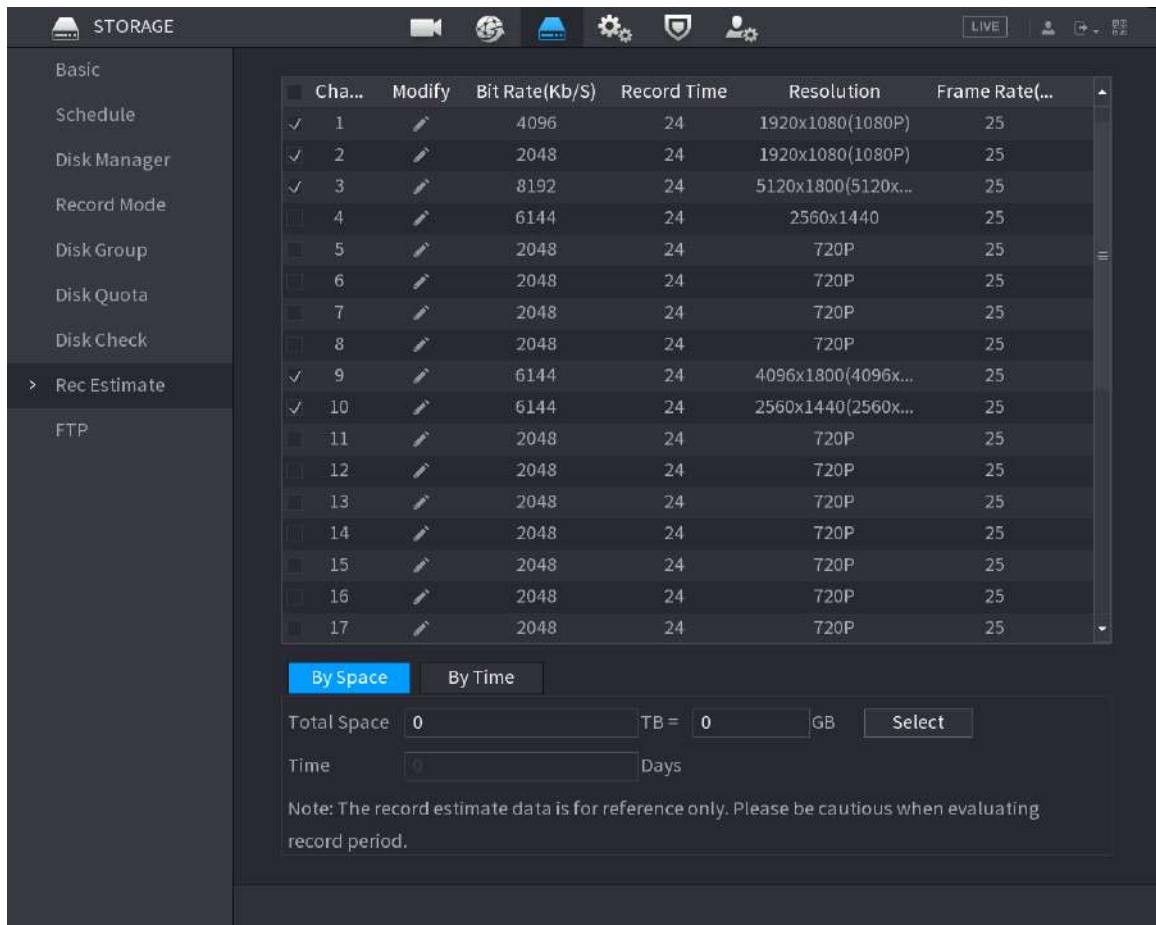 STORAGE LIVE
Basic
Schedule
Disk Manager
Record Mode
Disk Group
Disk Quota
Disk Check
Rec Estimate
FTP
Cha... Modify Bit Rate(Kb/S) Record Time Resolution Frame Rate(...
1 4096 24 1920x1080(1080P) 25
2 2048 24 1920x1080(1080P) 25
3 8192 24 5120x1800(5120x... 25
4 6144 24 2560x1440 25
5 2048 24 720P 25
6 2048 24 720P 25
7 2048 24 720P 25
8 2048 24 720P 25
9 6144 24 4096x1800(4096x... 25
10 6144 24 2560x1440(2560x... 25
11 2048 24 720P 25
12 2048 24 720P 25
13 2048 24 720P 25
14 2048 24 720P 25
15 2048 24 720P 25
16 2048 24 720P 25
17 2048 24 720P 25
By Space By Time
Total Space 0 TB = 0 GB Select
Time 0 Days
Note: The record estimate data is for reference only. Please be cautious when evaluating
record period.